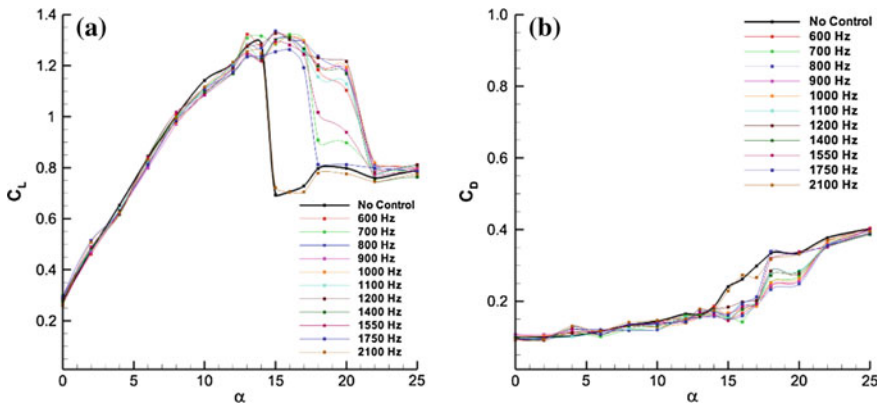 (a)
1.4
1.2
1.0
0.8
0.6
0.4
0.2
C_L
0
5
10
15
20
25
α
No Control
600 Hz
700 Hz
800 Hz
900 Hz
1000 Hz
1100 Hz
1200 Hz
1400 Hz
1550 Hz
1750 Hz
2100 Hz
(b)
1.0
0.8
0.6
0.4
0.2
C_D
0
5
10
15
20
25
α
No Control
600 Hz
700 Hz
800 Hz
900 Hz
1000 Hz
1100 Hz
1200 Hz
1400 Hz
1550 Hz
1750 Hz
2100 Hz